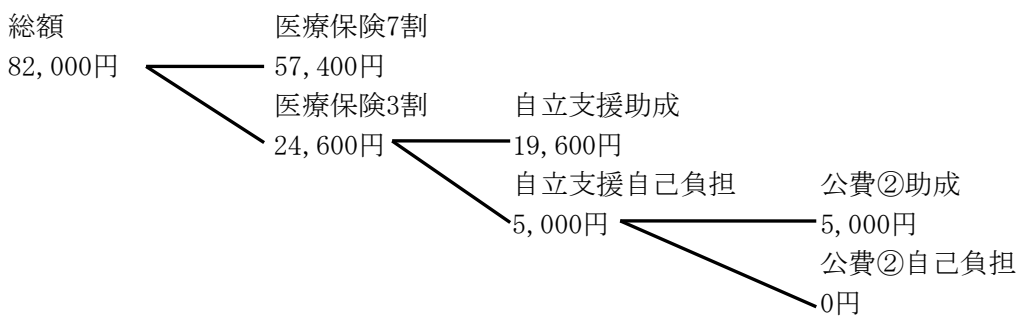 総額 医療保険7割
82,000円 57,400円
医療保険3割 自立支援助成
24,600円 19,600円
自立支援自己負担 公費②助成
5,000円 5,000円
公費②自己負担
0円